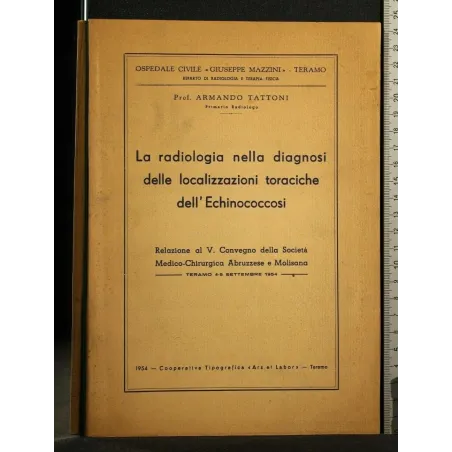 OSPEDALE CIVILE «GIUSEPPE MAZZINI» - TERAMO
REPARTO DI RADIOLOGIA E TERAPIA FISICA
Prof. ARMANDO TATTONI
Primario Radiologo
La radiologia nella diagnosi
delle localizzazioni toraciche
dell'Echinococcosi
Relazione al V. Convegno della Società
Medico-Chirurgica Abruzzese e Molisana
TERAMO 4-5 SETTEMBRE 1954
1954 — Cooperativa Tipografica «Ars et Labor» — Teramo